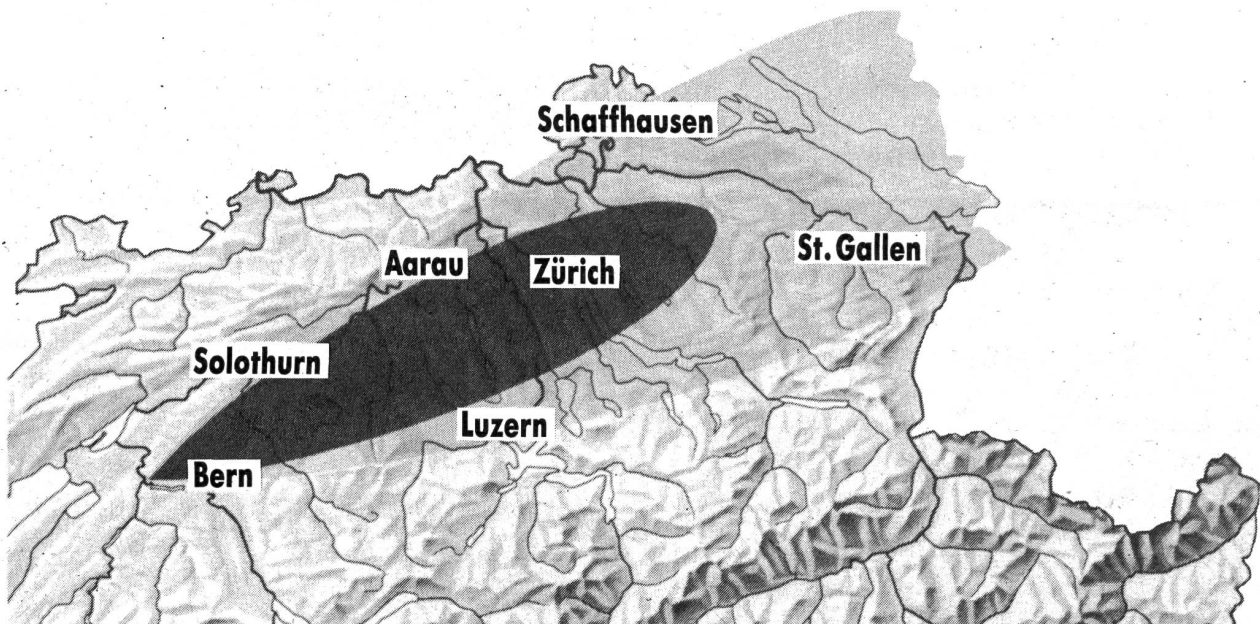 Schaffhausen
St. Gallen
Aarau
Zürich
Solothurn
Luzern
Bern